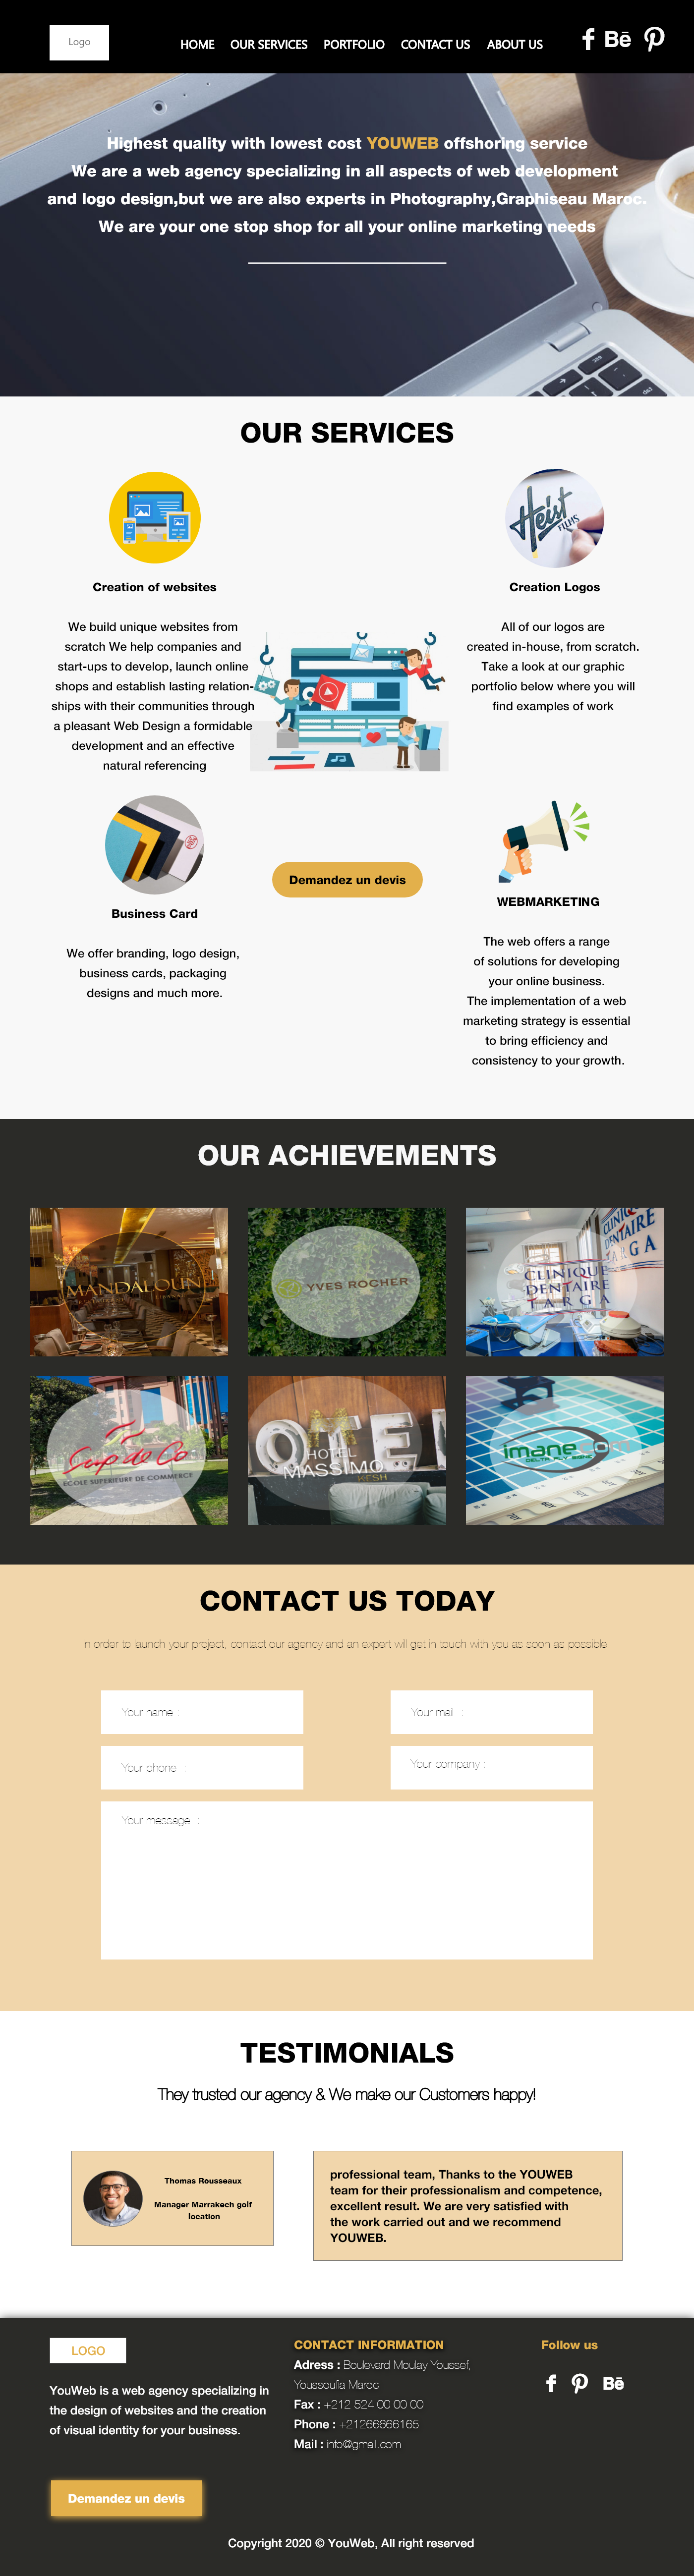 Logo
HOME OUR SERVICES PORTFOLIO CONTACT US ABOUT US
Bē
Highest quality with lowest cost YOUWEB offshoring service
We are a web agency specializing in all aspects of web development
and logo design,but we are also experts in Photography,Graphiseau Maroc.
We are your one stop shop for all your online marketing needs
OUR SERVICES
Heist
FILMS
Creation of websites
We build unique websites from
scratch We help companies and
start-ups to develop, launch online
shops and establish lasting relation-
ships with their communities through
a pleasant Web Design a formidable
development and an effective
natural referencing
Creation Logos
All of our logos are
created in-house, from scratch.
Take a look at our graphic
portfolio below where you will
find examples of work
Business Card
We offer branding, logo design,
business cards, packaging
designs and much more.
Demandez un devis
WEBMARKETING
The web offers a range
of solutions for developing
your online business.
The implementation of a web
marketing strategy is essential
to bring efficiency and
consistency to your growth.
OUR ACHIEVEMENTS
MANDALOUN
YVES ROCHER
CLINIQUE
DENTAIRE
TARGA
CLINIQUE
DENTAIRE
TARGA
Sup de Co
ECOLE SUPERIEURE DE COMMERCE
OTEL
HOTEL
MASSIMO
KESH
imanecom
CONTACT US TODAY
In order to launch your project, contact our agency and an expert will get in touch with you as soon as possible.
Your name :
Your mail :
Your phone :
Your company :
Your message :
TESTIMONIALS
They trusted our agency & We make our Customers happy!
Thomas Rousseaux
Manager Marrakech golf
location
professional team, Thanks to the YOUWEB
team for their professionalism and competence,
excellent result. We are very satisfied with
the work carried out and we recommend
YOUWEB.
LOGO
YouWeb is a web agency specializing in
the design of websites and the creation
of visual identity for your business.
Demandez un devis
CONTACT INFORMATION
Adress : Boulevard Moulay Youssef,
Youssoufia Maroc
Fax : +212 524 00 00 00
Phone : +21266666165
Mail : info@gmail.com
Follow us
Bē
Copyright 2020 © YouWeb, All right reserved